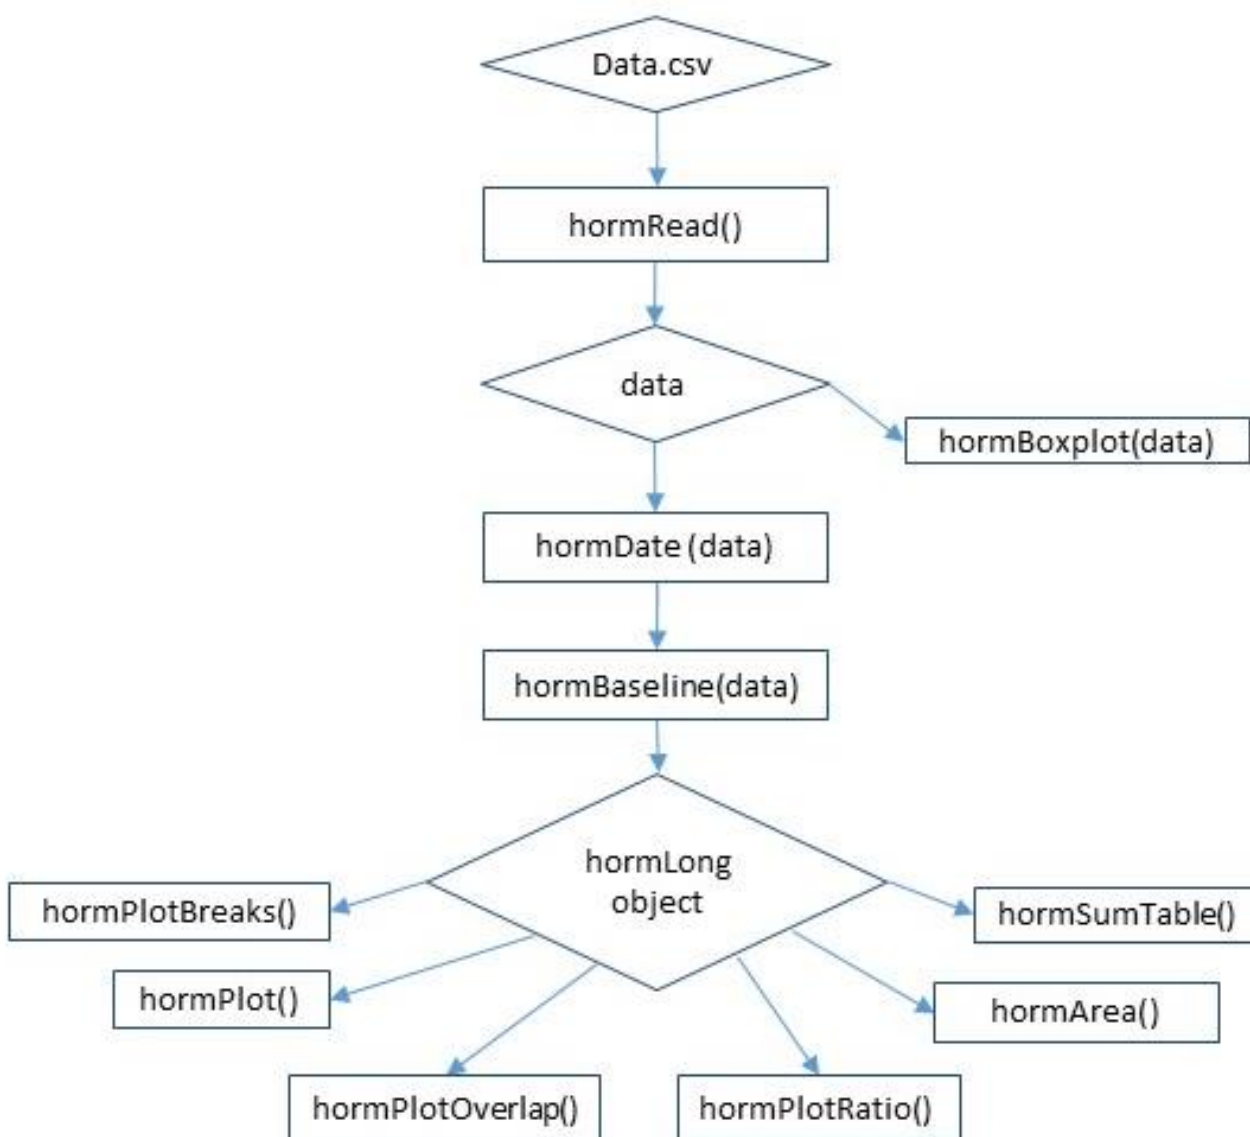 Data.csv
hormRead()
data
hormBoxplot(data)
hormDate (data)
hormBaseline(data)
hormLong
object
hormPlotBreaks()
hormSumTable()
hormPlot()
hormArea()
hormPlotOverlap()
hormPlotRatio()